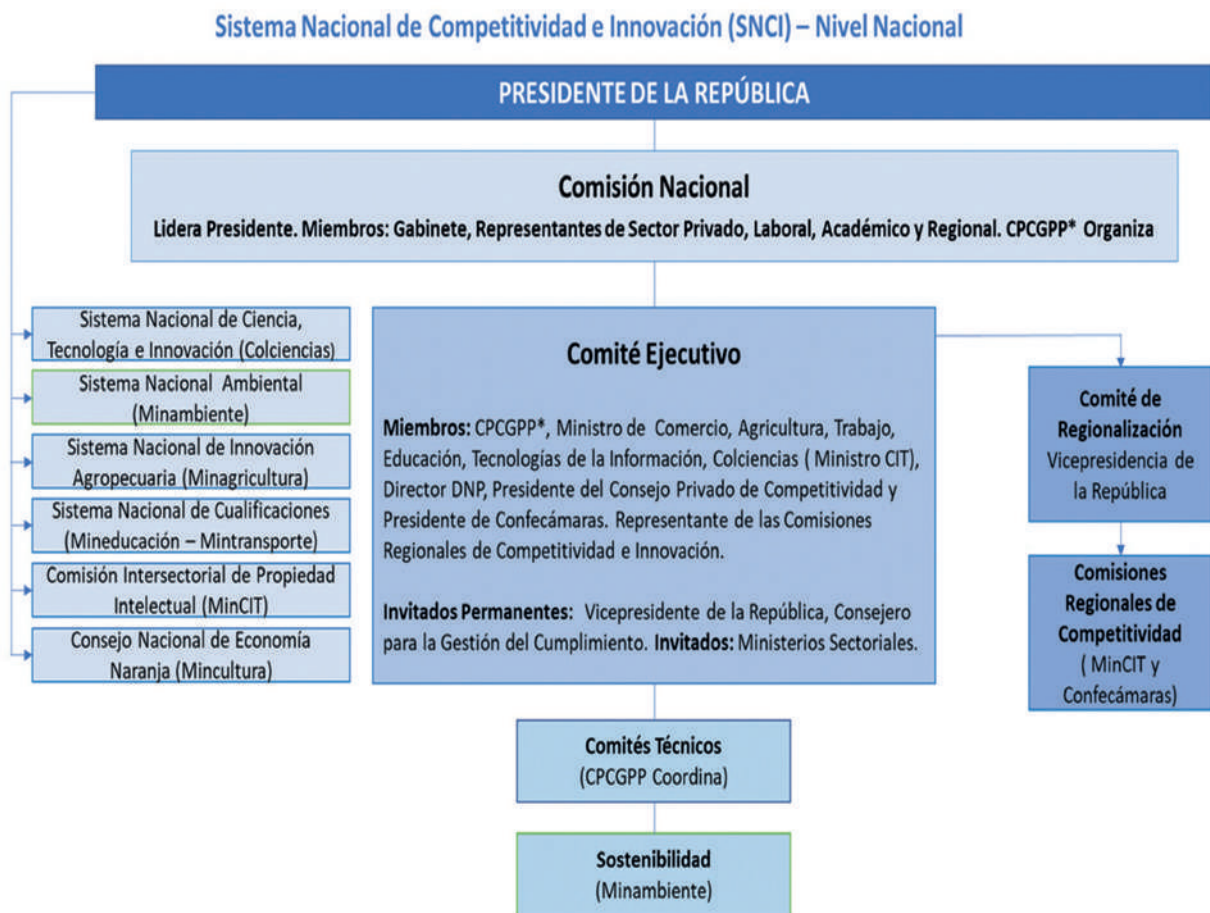 Sistema Nacional de Competitividad e Innovación (SNCI) – Nivel Nacional
PRESIDENTE DE LA REPÚBLICA
Comisión Nacional
Lidera Presidente. Miembros: Gabinete, Representantes de Sector Privado, Laboral, Académico y Regional. CPCGPP* Organiza
Sistema Nacional de Ciencia,
Tecnología e Innovación (Colciencias)
Sistema Nacional Ambiental
(Minambiente)
Sistema Nacional de Innovación
Agropecuaria (Minagricultura)
Sistema Nacional de Cualificaciones
(Mineducación – Mintransporte)
Comisión Intersectorial de Propiedad
Intelectual (MinCIT)
Consejo Nacional de Economía
Naranja (Mincultura)
Comité Ejecutivo
Miembros: CPCGPP*, Ministro de Comercio, Agricultura, Trabajo,
Educación, Tecnologías de la Información, Colciencias ( Ministro CIT),
Director DNP, Presidente del Consejo Privado de Competitividad y
Presidente de Confecámaras. Representante de las Comisiones
Regionales de Competitividad e Innovación.
Invitados Permanentes: Vicepresidente de la República, Consejero
para la Gestión del Cumplimiento. Invitados: Ministerios Sectoriales.
Comité de
Regionalización
Vicepresidencia de
la República
Comisiones
Regionales de
Competitividad
( MinCIT y
Confecámaras)
Comités Técnicos
(CPCGPP Coordina)
Sostenibilidad
(Minambiente)